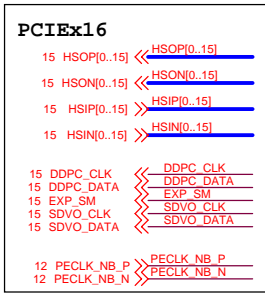 PCIEx16
15 HSOP[0..15] HSOP[0..15]
15 HSON[0..15] HSON[0..15]
15 HSIP[0..15] HSIP[0..15]
15 HSIN[0..15] HSIN[0..15]
15 DDPC_CLK DDPC_CLK
15 DDPC_DATA DDPC_DATA
15 EXP_SM EXP_SM
15 SDVO_CLK SDVO_CLK
15 SDVO_DATA SDVO_DATA
12 PECLK_NB_P PECLK_NB_P
12 PECLK_NB_N PECLK_NB_N